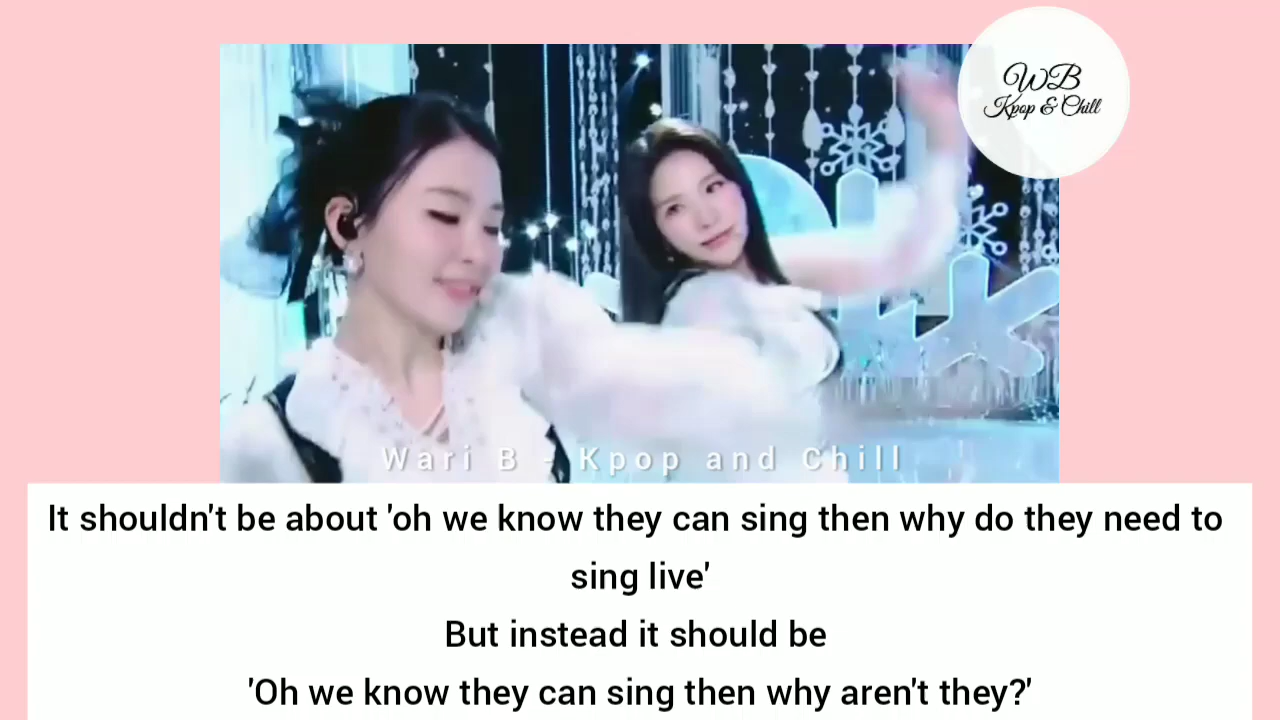 WB
Kpop & Chill
Wari B - Kpop and Chill
It shouldn't be about 'oh we know they can sing then why do they need to
sing live'
But instead it should be
'Oh we know they can sing then why aren't they?'